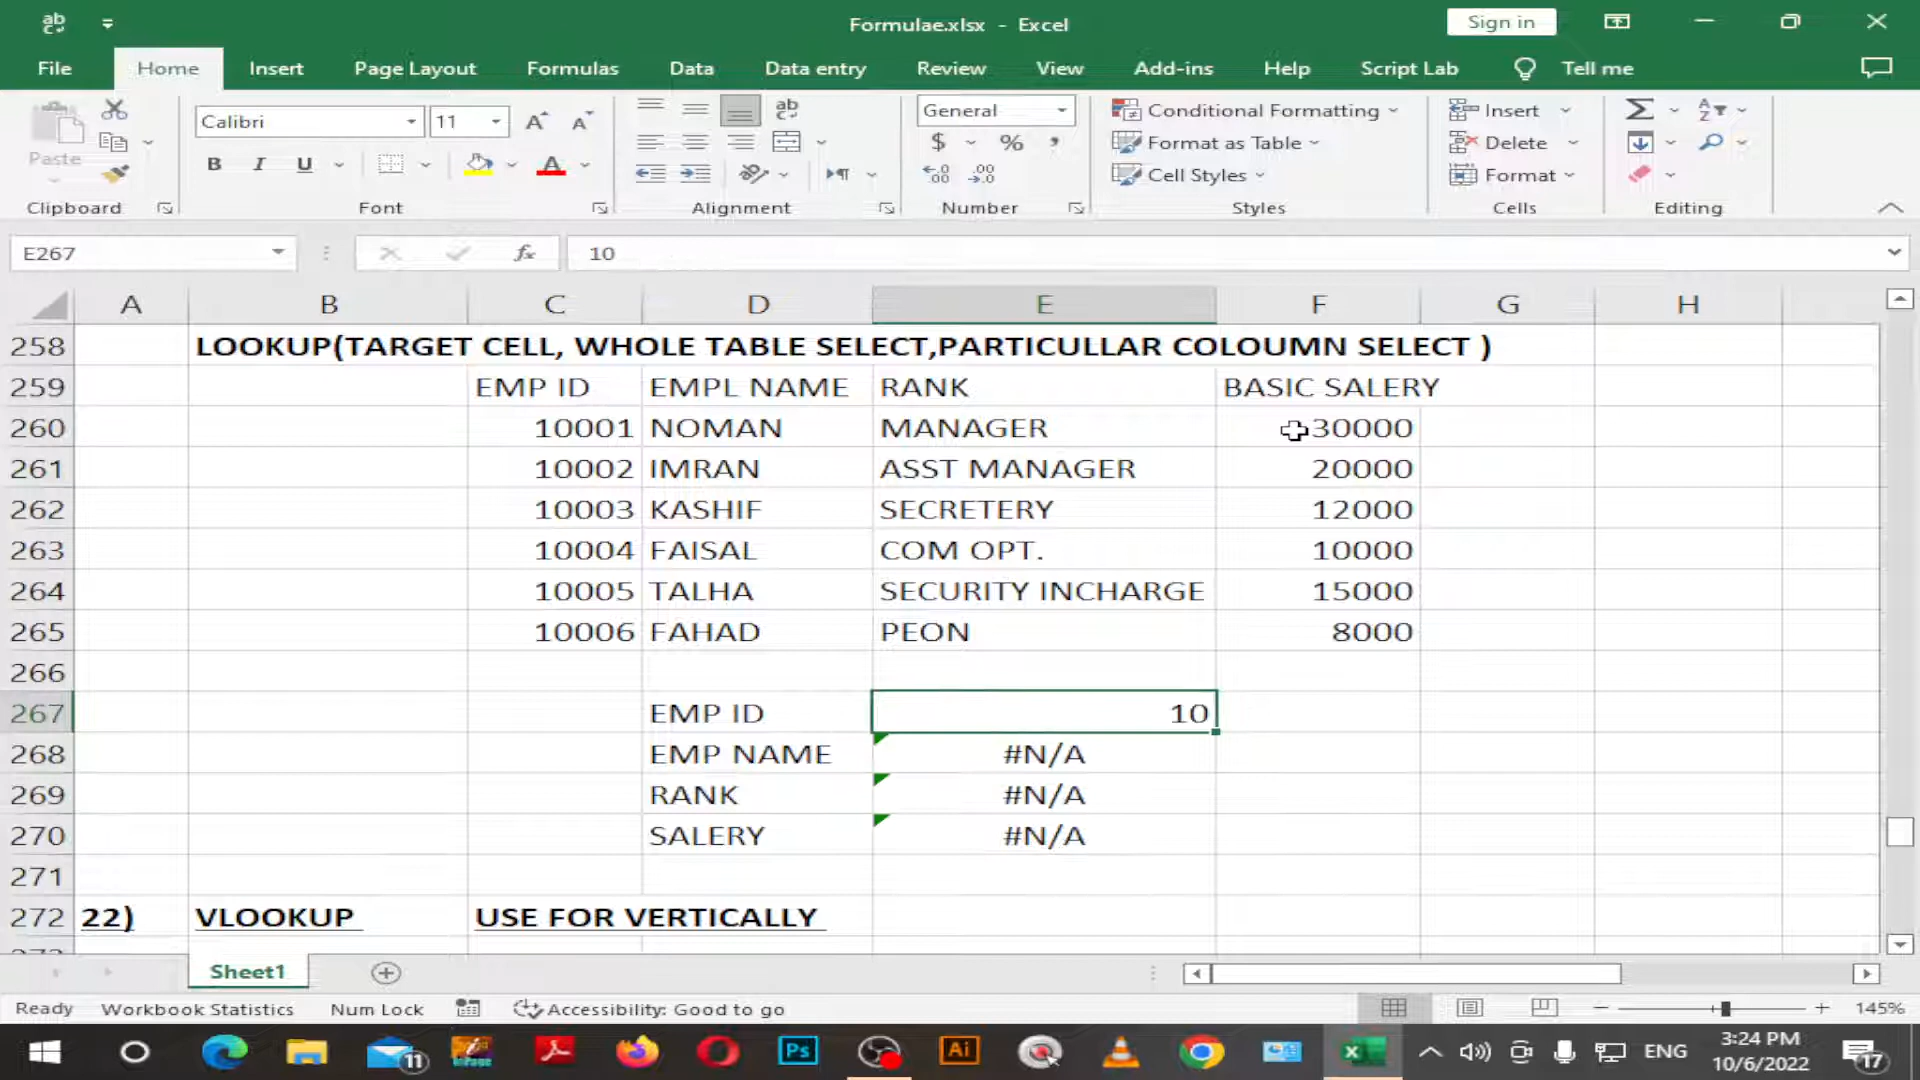 Formulae.xlsx - Excel
Sign in
File Home Insert Page Layout Formulas Data Data entry Review View Add-ins Help Script Lab Tell me
Paste
Calibri 11
General
Conditional Formatting
Format as Table
Cell Styles
Insert
Delete
Format
Clipboard Font Alignment Number Styles Cells Editing
E267 fx 10
A B C D E F G H
258 LOOKUP(TARGET CELL, WHOLE TABLE SELECT,PARTICULLAR COLOUMN SELECT )
259 EMP ID EMPL NAME RANK BASIC SALERY
260 10001 NOMAN MANAGER 30000
261 10002 IMRAN ASST MANAGER 20000
262 10003 KASHIF SECRETERY 12000
263 10004 FAISAL COM OPT. 10000
264 10005 TALHA SECURITY INCHARGE 15000
265 10006 FAHAD PEON 8000
266
267 EMP ID 10
268 EMP NAME #N/A
269 RANK #N/A
270 SALERY #N/A
271
272 22) VLOOKUP USE FOR VERTICALLY
Sheet1
Ready Workbook Statistics Num Lock Accessibility: Good to go 145%
11 Ps Ai ENG 3:24 PM 17
10/6/2022